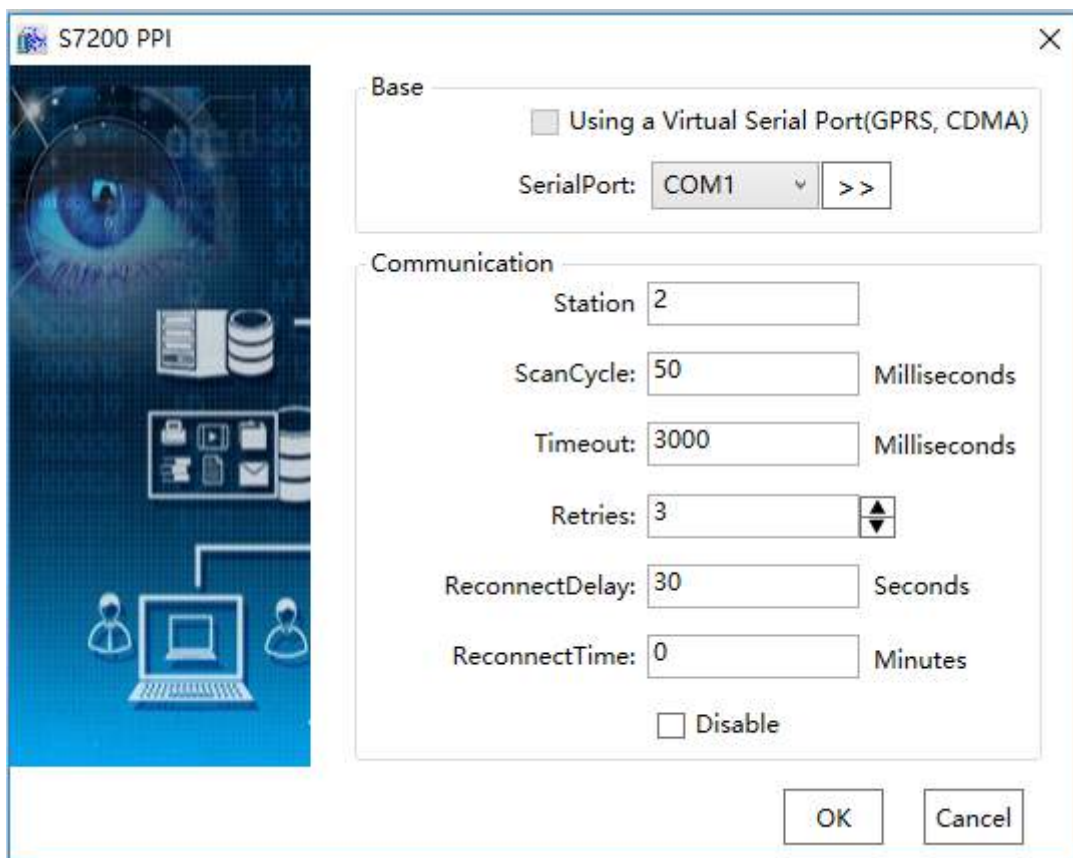 S7200 PPI
Base
Using a Virtual Serial Port(GPRS, CDMA)
SerialPort: COM1 >>
Communication
Station 2
ScanCycle: 50 Milliseconds
Timeout: 3000 Milliseconds
Retries: 3
ReconnectDelay: 30 Seconds
ReconnectTime: 0 Minutes
Disable
OK Cancel